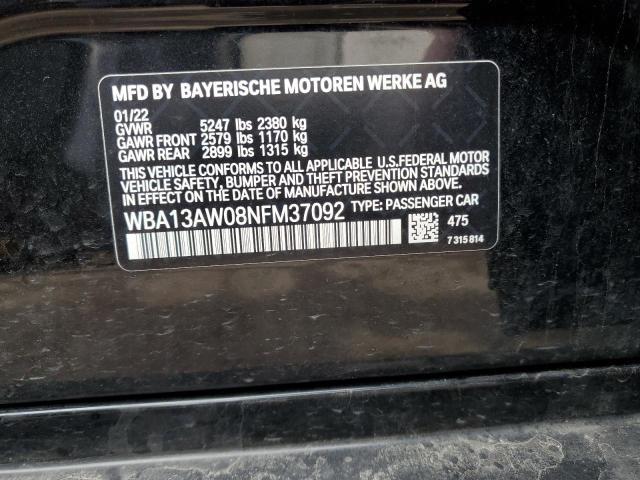 MFD BY BAYERISCHE MOTOREN WERKE AG
01/22
GVWR 5247 lbs 2380 kg
GAWR FRONT 2579 lbs 1170 kg
GAWR REAR 2899 lbs 1315 kg
THIS VEHICLE CONFORMS TO ALL APPLICABLE U.S.FEDERAL MOTOR
VEHICLE SAFETY, BUMPER AND THEFT PREVENTION STANDARDS
IN EFFECT ON THE DATE OF MANUFACTURE SHOWN ABOVE.
WBA13AW08NFM37092 TYPE: PASSENGER CAR
475
7315814